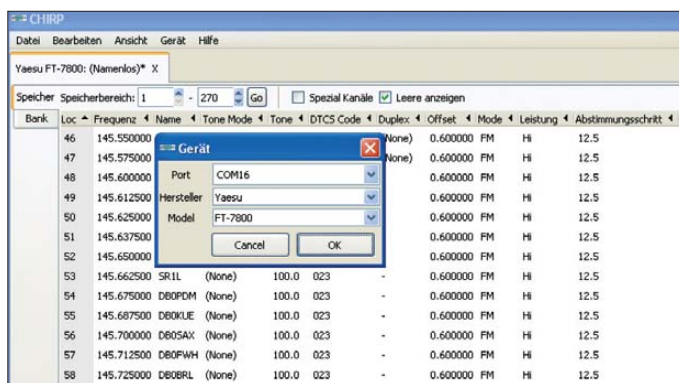 CHIRP
Datei Bearbeiten Ansicht Gerät Hilfe
Yaesu FT-7800: (Namenlos)* X
Speicher Speicherbereich: 1 - 270 Go Spezial Kanäle Leere anzeigen
Bank Loc Frequenz Name Tone Mode Tone DTCS Code Duplex Offset Mode Leistung Abstimmungsschritt
46 145.550000 None) 0.600000 FM Hi 12.5
47 145.575000 None) 0.600000 FM Hi 12.5
48 145.600000 0.600000 FM Hi 12.5
49 145.612500 0.600000 FM Hi 12.5
50 145.625000 0.600000 FM Hi 12.5
51 145.637500 0.600000 FM Hi 12.5
52 145.650000 0.600000 FM Hi 12.5
53 145.662500 SR1L (None) 100.0 023 - 0.600000 FM Hi 12.5
54 145.675000 DB0PDM (None) 100.0 023 - 0.600000 FM Hi 12.5
55 145.687500 DB0KUE (None) 100.0 023 - 0.600000 FM Hi 12.5
56 145.700000 DB0SAX (None) 100.0 023 - 0.600000 FM Hi 12.5
57 145.712500 DB0FWH (None) 100.0 023 - 0.600000 FM Hi 12.5
58 145.725000 DB0BRL (None) 100.0 023 - 0.600000 FM Hi 12.5
Gerät
Port COM16
Hersteller Yaesu
Model FT-7800
Cancel OK